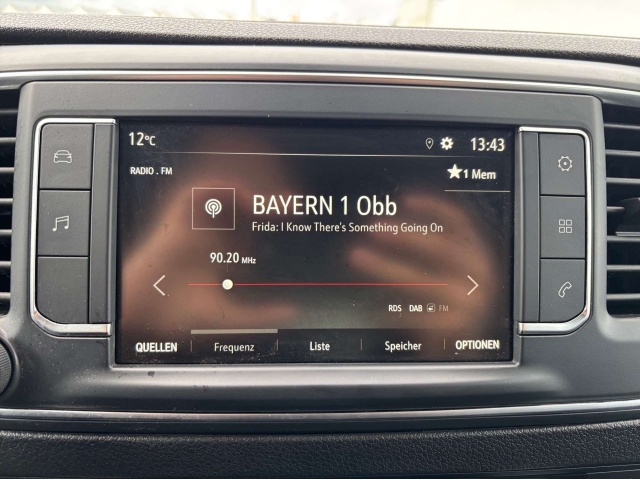 12°C 13:43
RADIO . FM 1 Mem
BAYERN 1 Obb
Frida: I Know There's Something Going On
90.20 MHz
RDS DAB FM
QUELLEN Frequenz Liste Speicher OPTIONEN